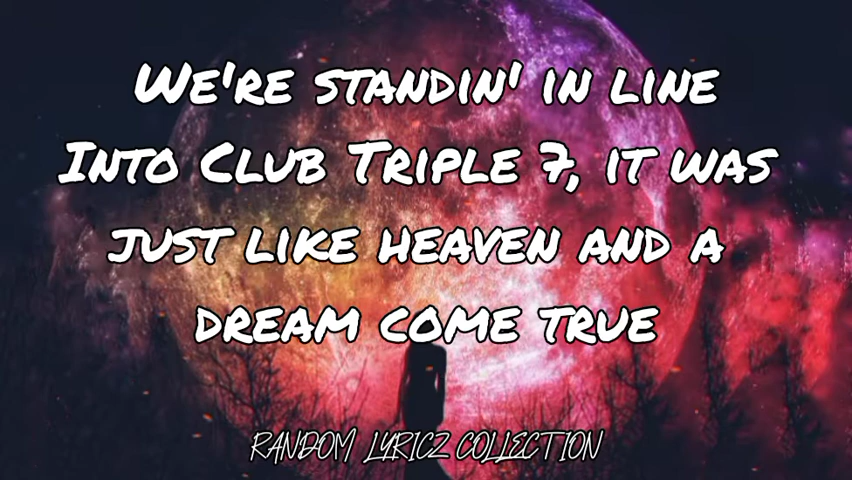 We're standin' in line
Into Club Triple 7, it was
just like heaven and a
dream come true
RANDOM LYRICZ COLLECTION